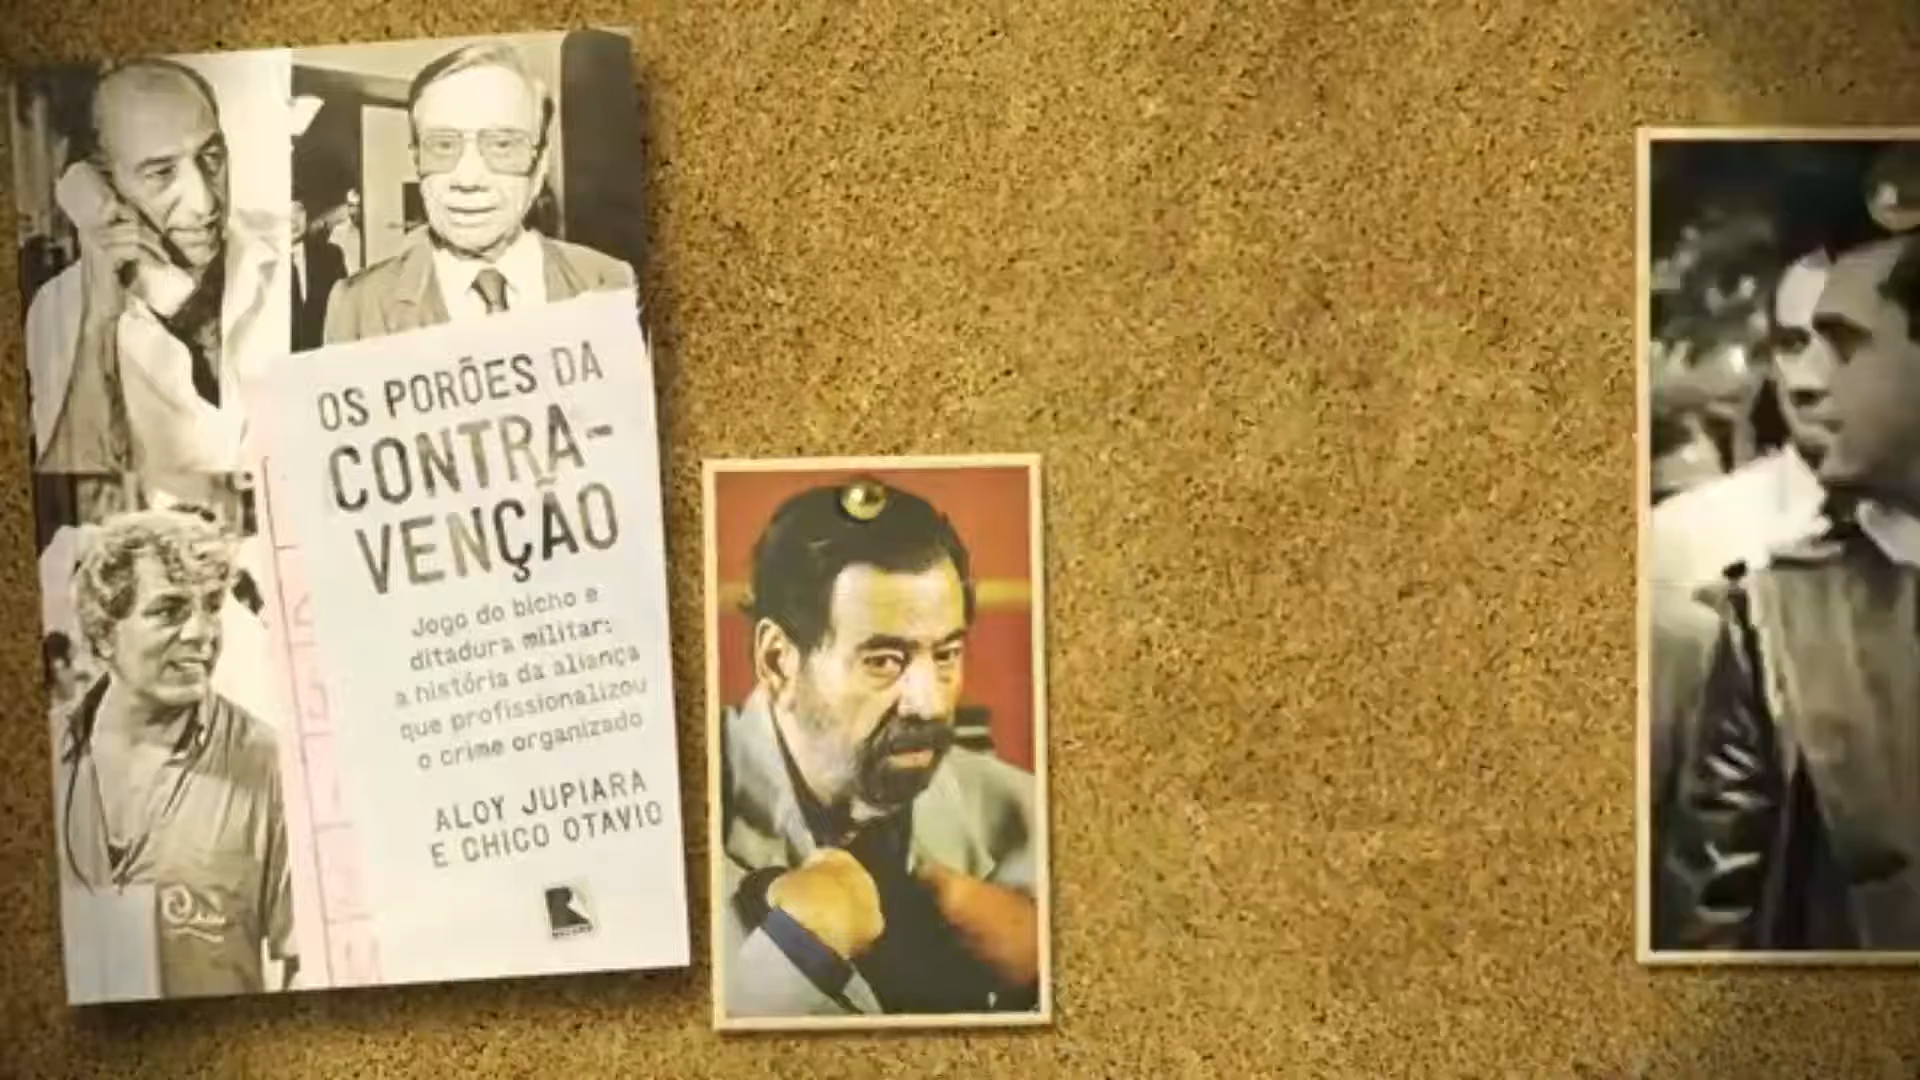 OS PORÕES DA
CONTRA-
VENÇÃO
Jogo do bicho e
ditadura militar:
a história da aliança
que profissionalizou
o crime organizado
ALOY JUPIARA
E CHICO OTAVIO
RECORD